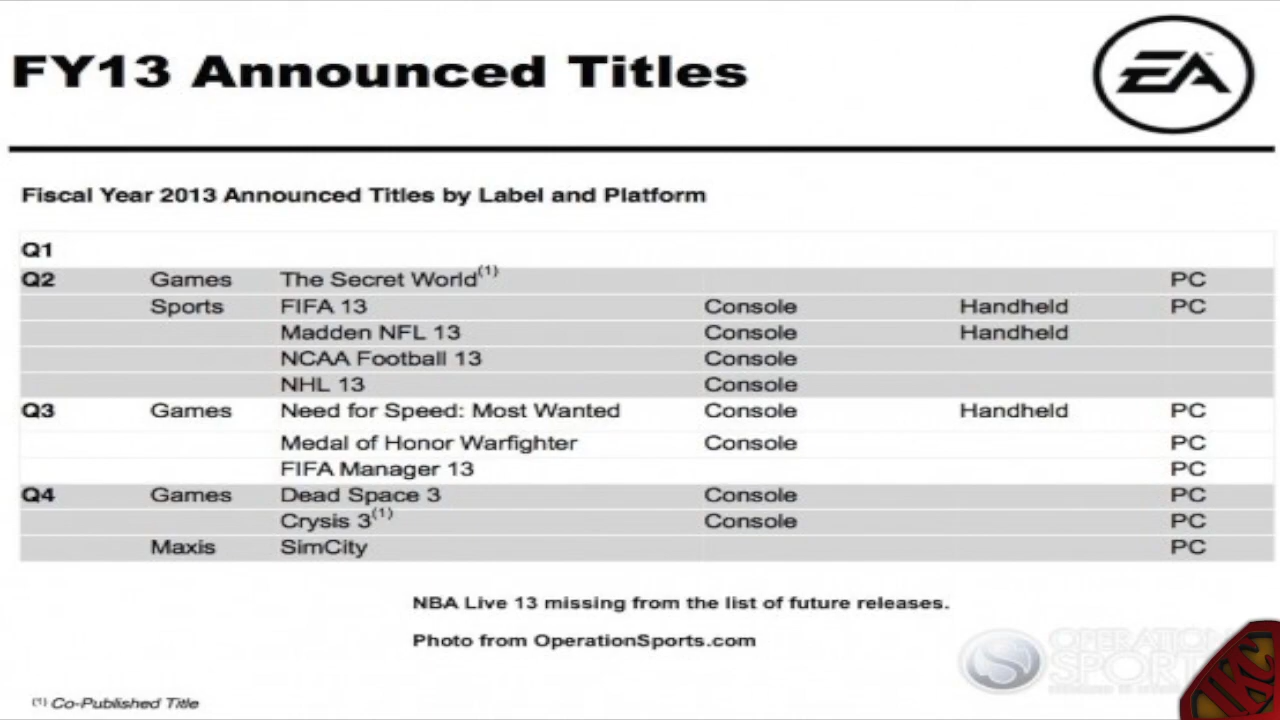 FY13 Announced Titles
EA
Fiscal Year 2013 Announced Titles by Label and Platform
Q1
Q2 Games The Secret World(1) PC
Sports FIFA 13 Console Handheld PC
Madden NFL 13 Console Handheld
NCAA Football 13 Console
NHL 13 Console
Q3 Games Need for Speed: Most Wanted Console Handheld PC
Medal of Honor Warfighter Console PC
FIFA Manager 13 PC
Q4 Games Dead Space 3 Console PC
Crysis 3(1) Console PC
Maxis SimCity PC
NBA Live 13 missing from the list of future releases.
Photo from OperationSports.com
(1) Co-Published Title